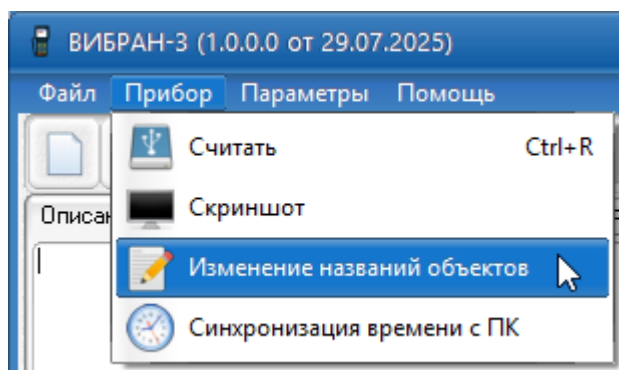 ВИБРАН-3 (1.0.0.0 от 29.07.2025)
Файл Прибор Параметры Помощь
Считать Ctrl+R
Скриншот
Изменение названий объектов
Синхронизация времени с ПК